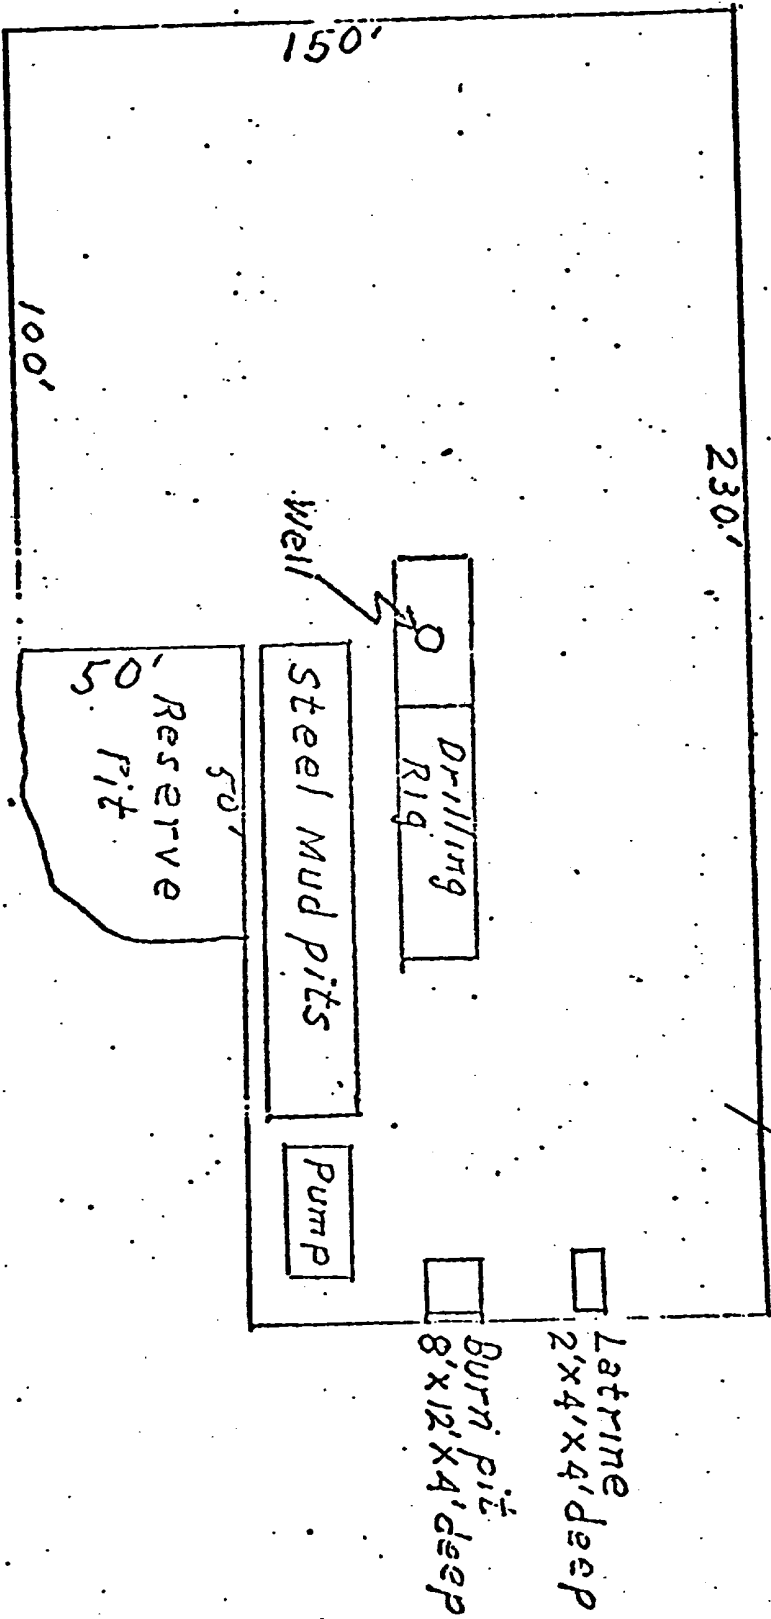 150'
230'
100'
Well
Drilling
Rig
Steel Mud pits
50'
50'
Reserve
Pit
Pump
Latrine
2'x4'x4' deep
Burn pit
8'x12'x4' deep